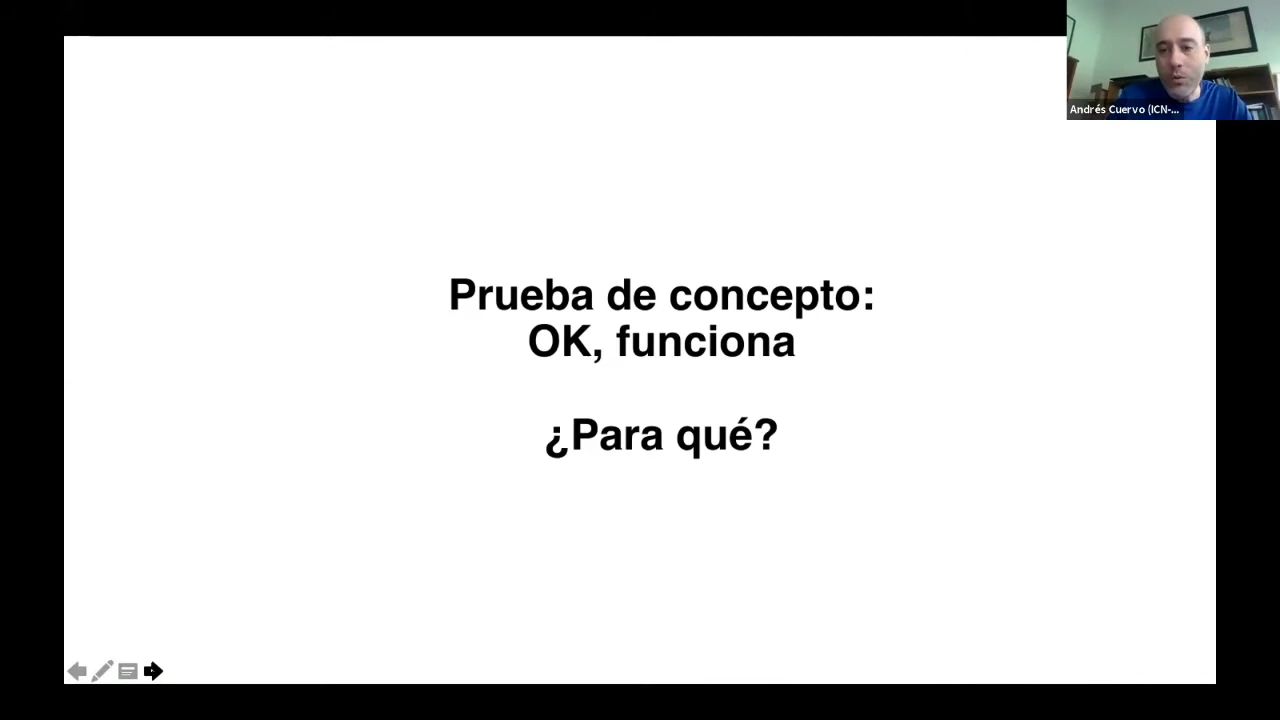 Andrés Cuervo (ICN-...
Prueba de concepto:
OK, funciona
¿Para qué?